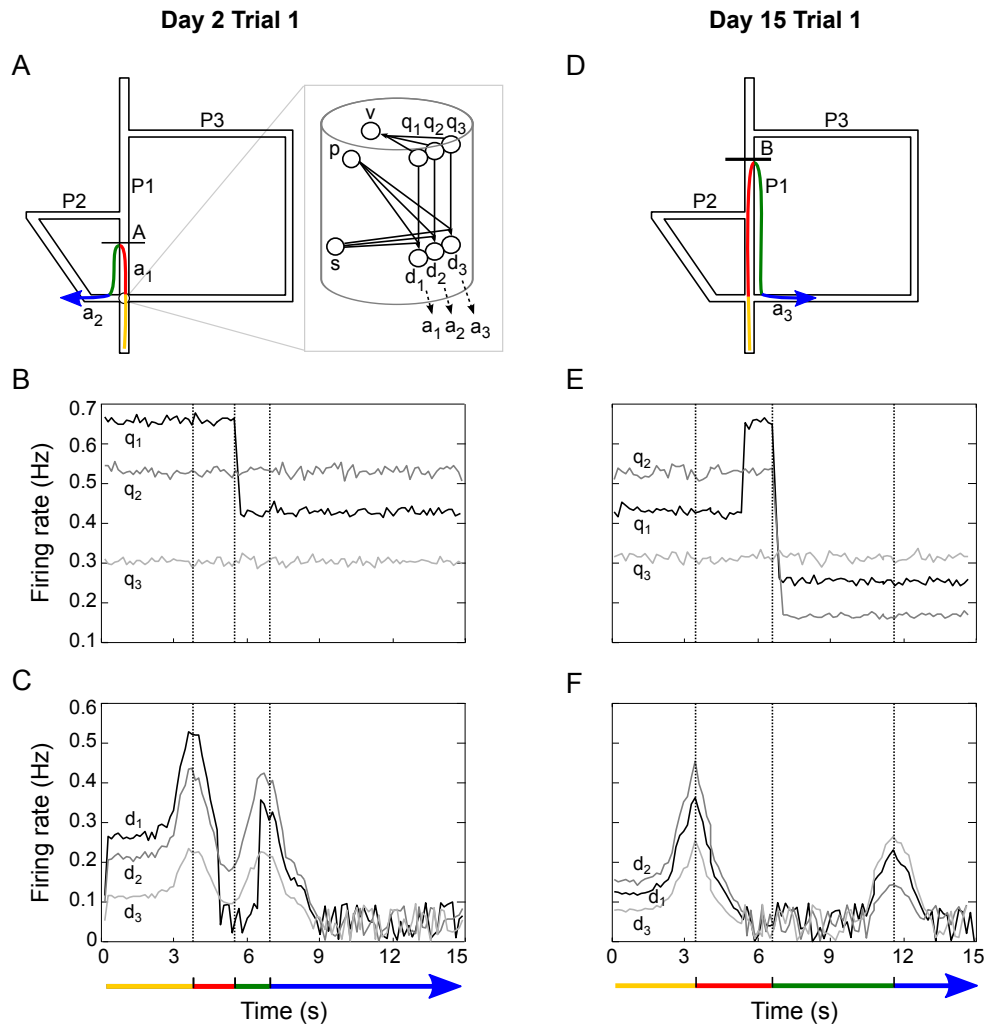 Day 2 Trial 1
Day 15 Trial 1
A
P3
P1
P2
A
a1
a2
v
q1 q2 q3
p
s
d1 d2 d3
a1 a2 a3
D
P3
B
P1
P2
a3
B
Firing rate (Hz)
0.7
0.6
0.5
0.4
0.3
0.2
0.1
q1
q2
q3
E
q2
q1
q3
C
Firing rate (Hz)
0.6
0.5
0.4
0.3
0.2
0.1
0
d1
d2
d3
0 3 6 9 12 15
Time (s)
F
d2
d1
d3
0 3 6 9 12 15
Time (s)